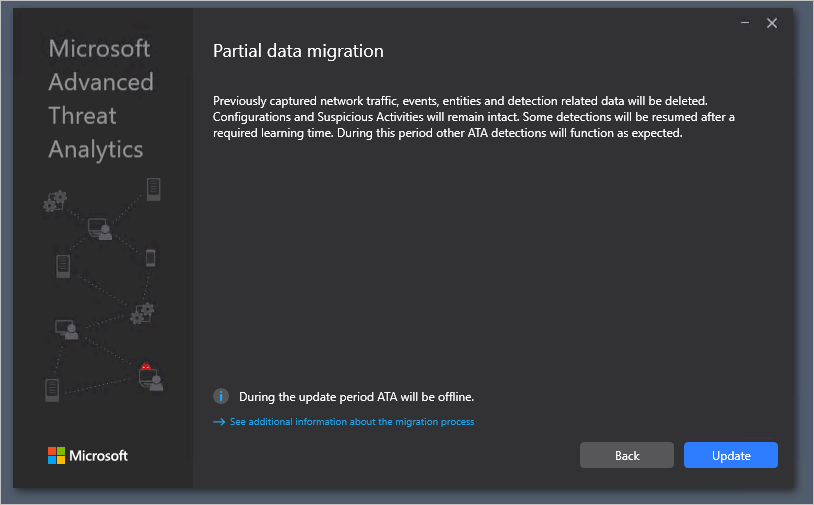 Microsoft
Advanced
Threat
Analytics
Partial data migration
Previously captured network traffic, events, entities and detection related data will be deleted.
Configurations and Suspicious Activities will remain intact. Some detections will be resumed after a
required learning time. During this period other ATA detections will function as expected.
During the update period ATA will be offline.
See additional information about the migration process
Microsoft
Back
Update